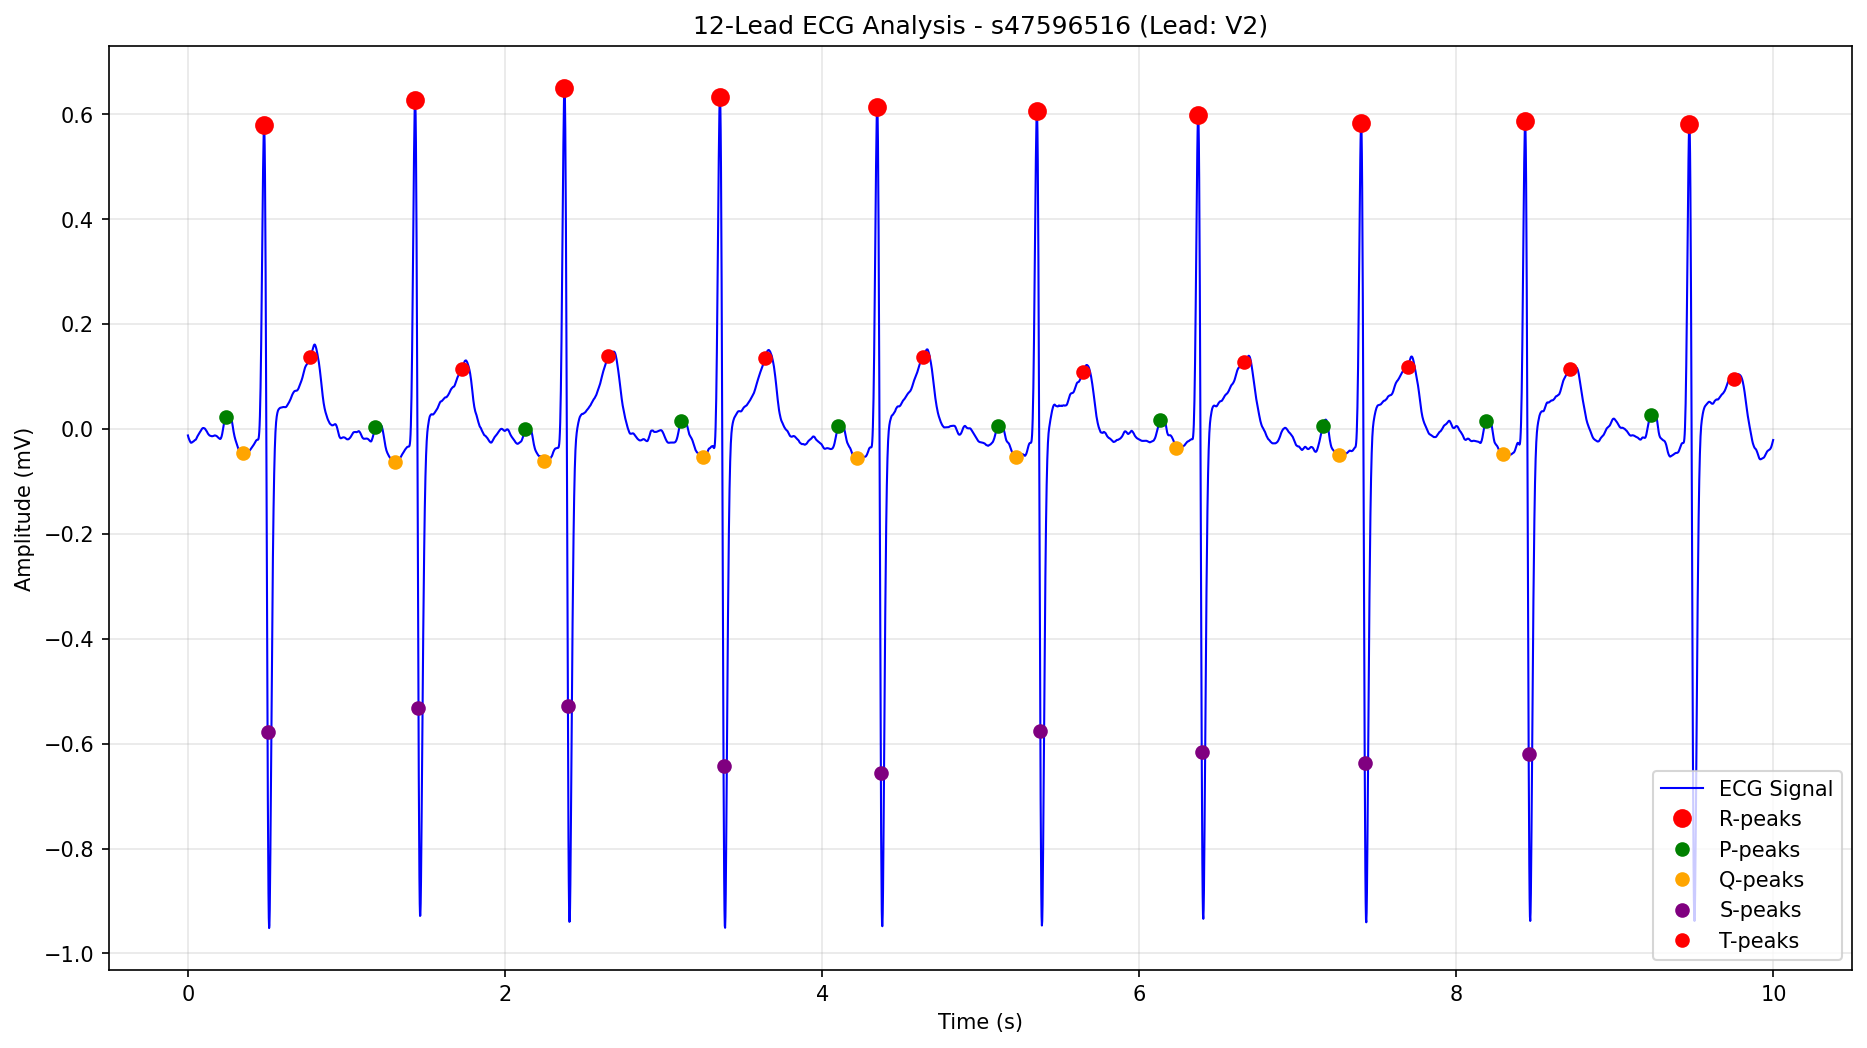 12-Lead ECG Analysis - s47596516 (Lead: V2)
Amplitude (mV)
0.6
0.4
0.2
0.0
−0.2
−0.4
−0.6
−0.8
−1.0
0 2 4 6 8 10
Time (s)
ECG Signal
R-peaks
P-peaks
Q-peaks
S-peaks
T-peaks